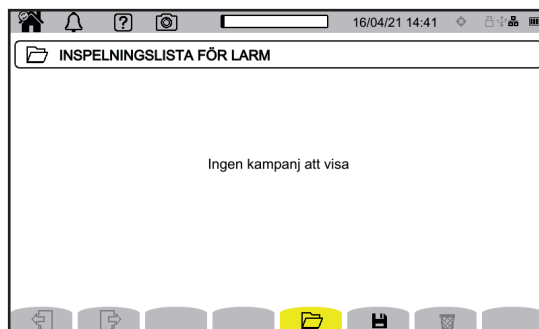 16/04/21 14:41
INSPELNINGSLISTA FÖR LARM
Ingen kampanj att visa